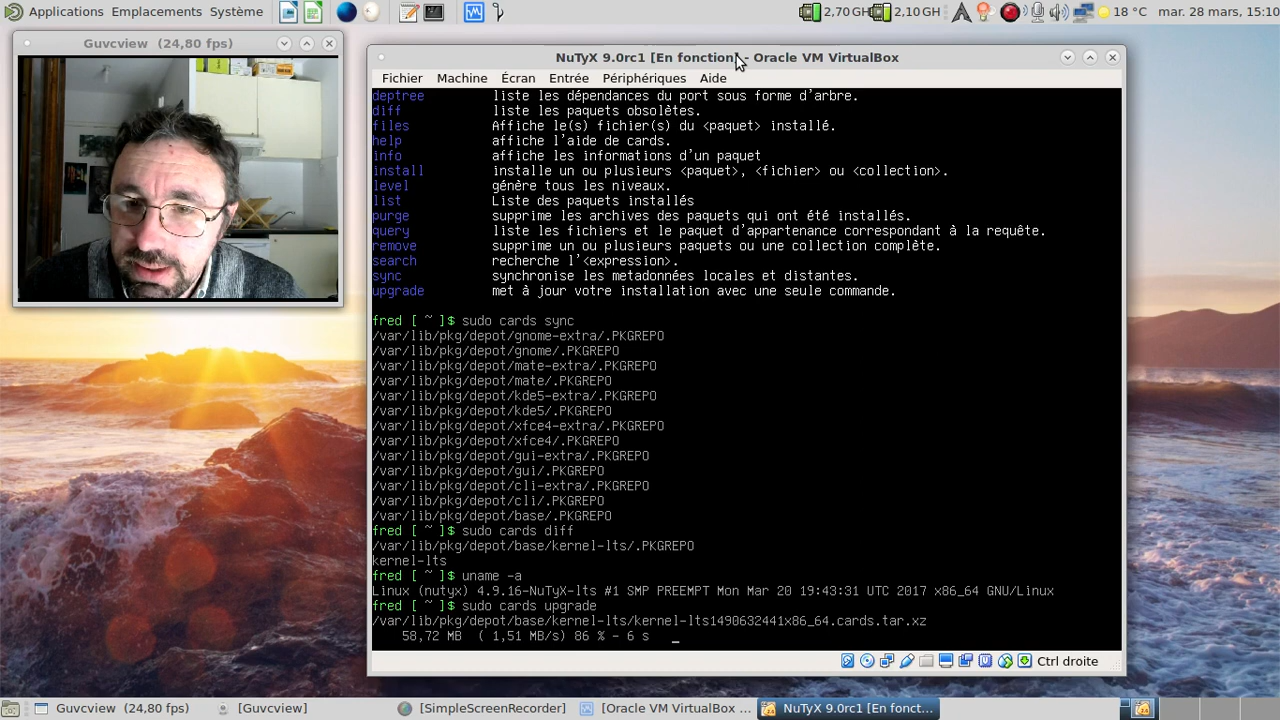 Applications Emplacements Système
2,70GH 2,10 GH 18 °C mar. 28 mars, 15:10
Guvcview (24,80 fps)
NuTyX 9.0rc1 [En fonction] - Oracle VM VirtualBox
Fichier Machine Écran Entrée Périphériques Aide
deptree liste les dépendances du port sous forme d'arbre.
diff liste les paquets obsolètes.
files Affiche le(s) fichier(s) du <paquet> installé.
help affiche l'aide de cards.
info affiche les informations d'un paquet
install installe un ou plusieurs <paquet>, <fichier> ou <collection>.
level génère tous les niveaux.
list Liste des paquets installés
purge supprime les archives des paquets qui ont été installés.
query liste les fichiers et le paquet d'appartenance correspondant à la requête.
remove supprime un ou plusieurs paquets ou une collection complète.
search recherche l'<expression>.
sync synchronise les metadonnées locales et distantes.
upgrade met à jour votre installation avec une seule commande.
fred [ ~ ]$ sudo cards sync
/var/lib/pkg/depot/gnome-extra/.PKGREPO
/var/lib/pkg/depot/gnome/.PKGREPO
/var/lib/pkg/depot/mate-extra/.PKGREPO
/var/lib/pkg/depot/mate/.PKGREPO
/var/lib/pkg/depot/kde5-extra/.PKGREPO
/var/lib/pkg/depot/kde5/.PKGREPO
/var/lib/pkg/depot/xfce4-extra/.PKGREPO
/var/lib/pkg/depot/xfce4/.PKGREPO
/var/lib/pkg/depot/gui-extra/.PKGREPO
/var/lib/pkg/depot/gui/.PKGREPO
/var/lib/pkg/depot/cli-extra/.PKGREPO
/var/lib/pkg/depot/cli/.PKGREPO
/var/lib/pkg/depot/base/.PKGREPO
fred [ ~ ]$ sudo cards diff
/var/lib/pkg/depot/base/kernel-lts/.PKGREPO
kernel-lts
fred [ ~ ]$ uname -a
Linux (nutyx) 4.9.16-NuTyX-lts #1 SMP PREEMPT Mon Mar 20 19:43:31 UTC 2017 x86_64 GNU/Linux
fred [ ~ ]$ sudo cards upgrade
/var/lib/pkg/depot/base/kernel-lts/kernel-lts1490632441x86_64.cards.tar.xz
58,72 MB ( 1,51 MB/s) 86 % - 6 s _
Ctrl droite
Guvcview (24,80 fps) [Guvcview] [SimpleScreenRecorder] [Oracle VM VirtualBox ... NuTyX 9.0rc1 [En fonct...